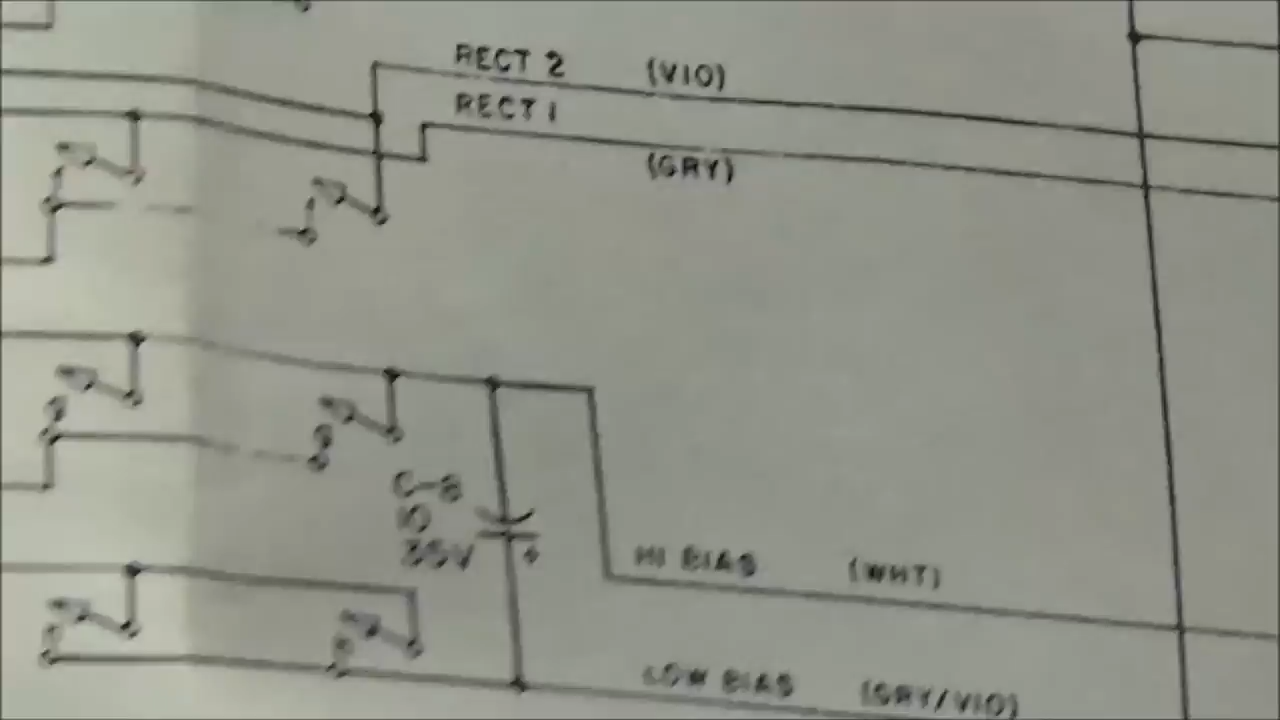 RECT 2 (VIO)
RECT 1
(GRY)
C-8
10
35V
+
HI BIAS (WHT)
LOW BIAS (GRY/VIO)